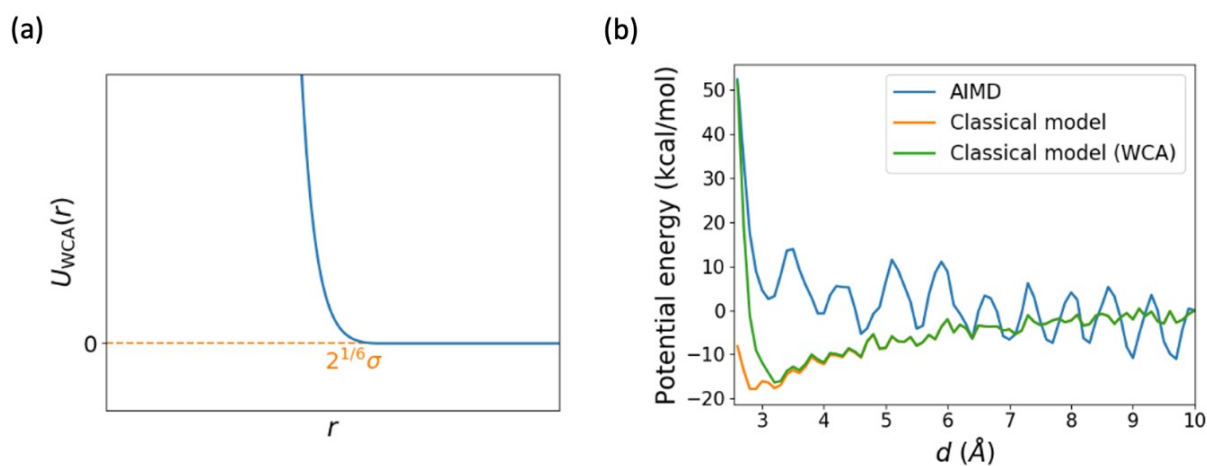 (a)
U_WCA(r)
0
2^{1/6}σ
r
(b)
Potential energy (kcal/mol)
50
40
30
20
10
0
−10
−20
AIMD
Classical model
Classical model (WCA)
3 4 5 6 7 8 9 10
d (Å)